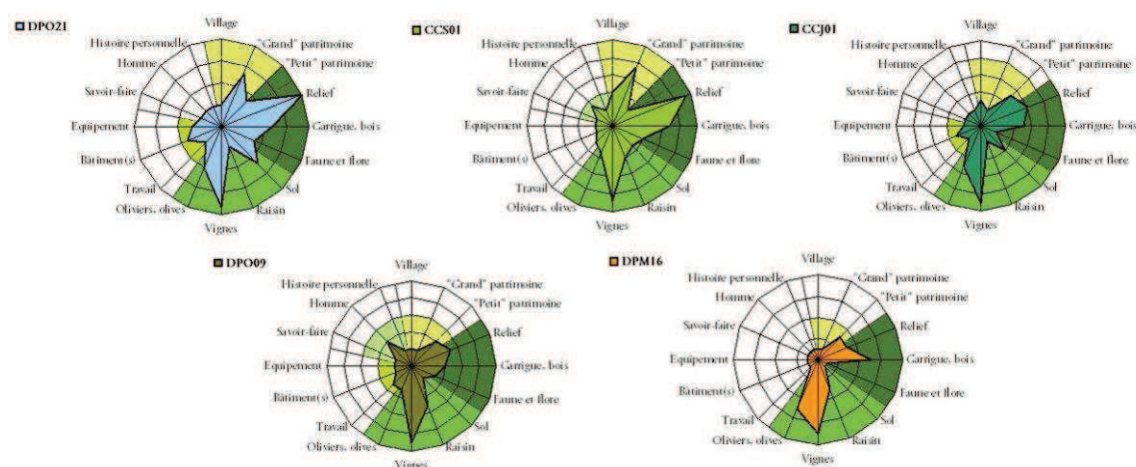 DPO21
Village
Histoire personnelle
"Grand" patrimoine
Homme
"Petit" patrimoine
Savoir-faire
Relief
Equipement
Garrigue, bois
Bâtiment(s)
Faune et flore
Travail
Sol
Oliviers, olives
Raisin
Vignes
CCS01
Village
Histoire personnelle
"Grand" patrimoine
Homme
"Petit" patrimoine
Savoir-faire
Relief
Equipement
Garrigue, bois
Bâtiment(s)
Faune et flore
Travail
Sol
Oliviers, olives
Raisin
Vignes
CCJ01
Village
Histoire personnelle
"Grand" patrimoine
Homme
"Petit" patrimoine
Savoir-faire
Relief
Equipement
Garrigue, bois
Bâtiment(s)
Faune et flore
Travail
Sol
Oliviers, olives
Raisin
Vignes
DPO09
Village
Histoire personnelle
"Grand" patrimoine
Homme
"Petit" patrimoine
Savoir-faire
Relief
Equipement
Garrigue, bois
Bâtiment(s)
Faune et flore
Travail
Sol
Oliviers, olives
Raisin
Vignes
DPM16
Village
Histoire personnelle
"Grand" patrimoine
Homme
"Petit" patrimoine
Savoir-faire
Relief
Equipement
Garrigue, bois
Bâtiment(s)
Faune et flore
Travail
Sol
Oliviers, olives
Raisin
Vignes